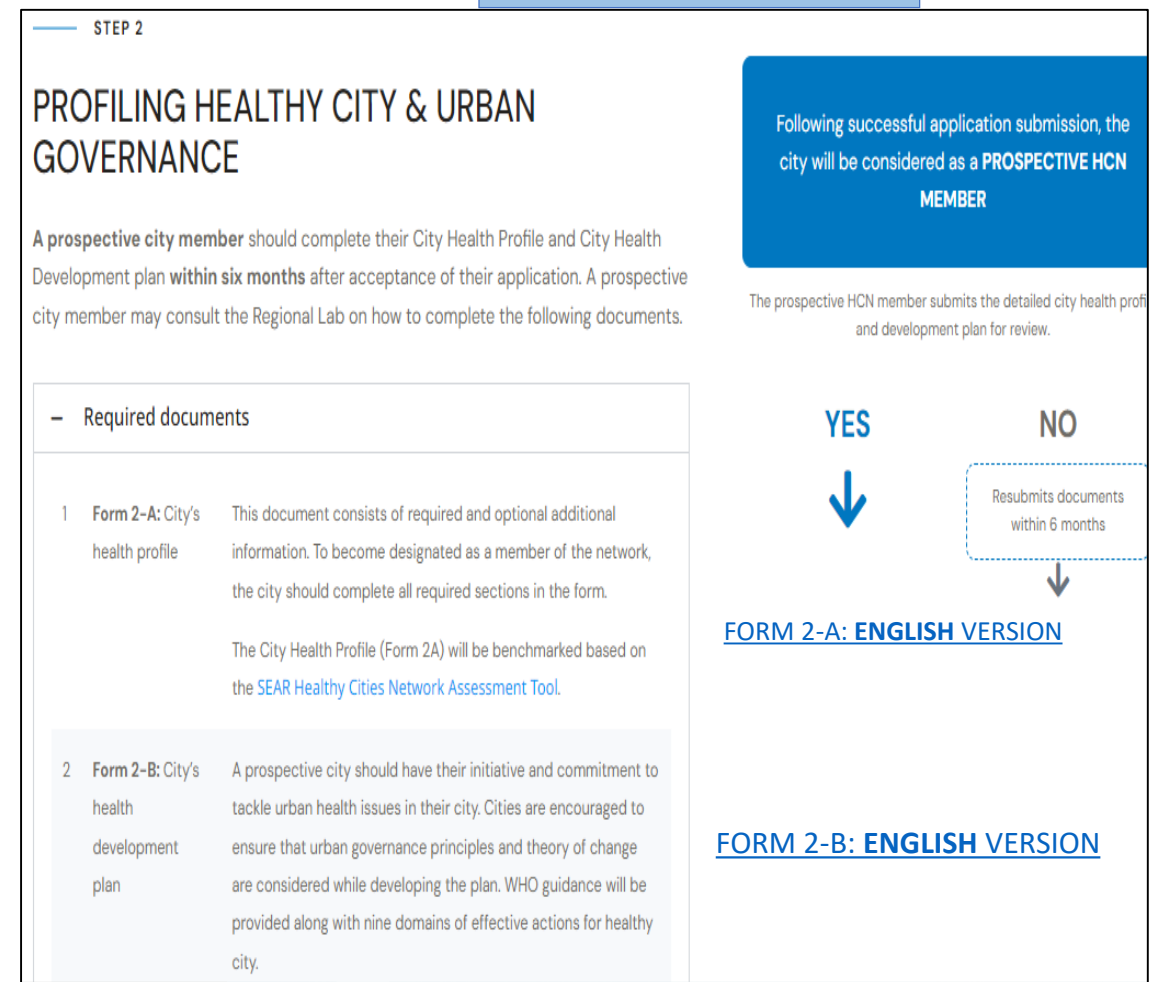 STEP 2
PROFILING HEALTHY CITY & URBAN
GOVERNANCE
A prospective city member should complete their City Health Profile and City Health
Development plan within six months after acceptance of their application. A prospective
city member may consult the Regional Lab on how to complete the following documents.
– Required documents
1 Form 2-A: City's This document consists of required and optional additional
health profile information. To become designated as a member of the network,
the city should complete all required sections in the form.
The City Health Profile (Form 2A) will be benchmarked based on
the SEAR Healthy Cities Network Assessment Tool.
2 Form 2-B: City's A prospective city should have their initiative and commitment to
health tackle urban health issues in their city. Cities are encouraged to
development ensure that urban governance principles and theory of change
plan are considered while developing the plan. WHO guidance will be
provided along with nine domains of effective actions for healthy
city.
Following successful application submission, the
city will be considered as a PROSPECTIVE HCN
MEMBER
The prospective HCN member submits the detailed city health profi
and development plan for review.
YES NO
Resubmits documents
within 6 months
FORM 2-A: ENGLISH VERSION
FORM 2-B: ENGLISH VERSION